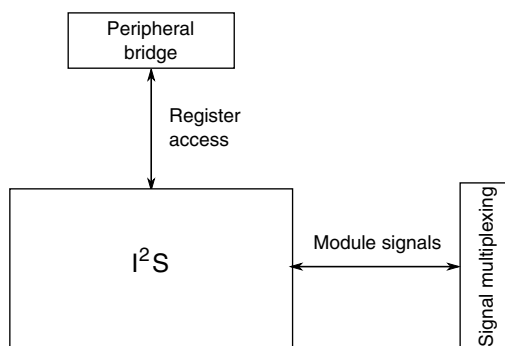 Peripheral
bridge
Register
access
I²S
Module signals
Signal multiplexing